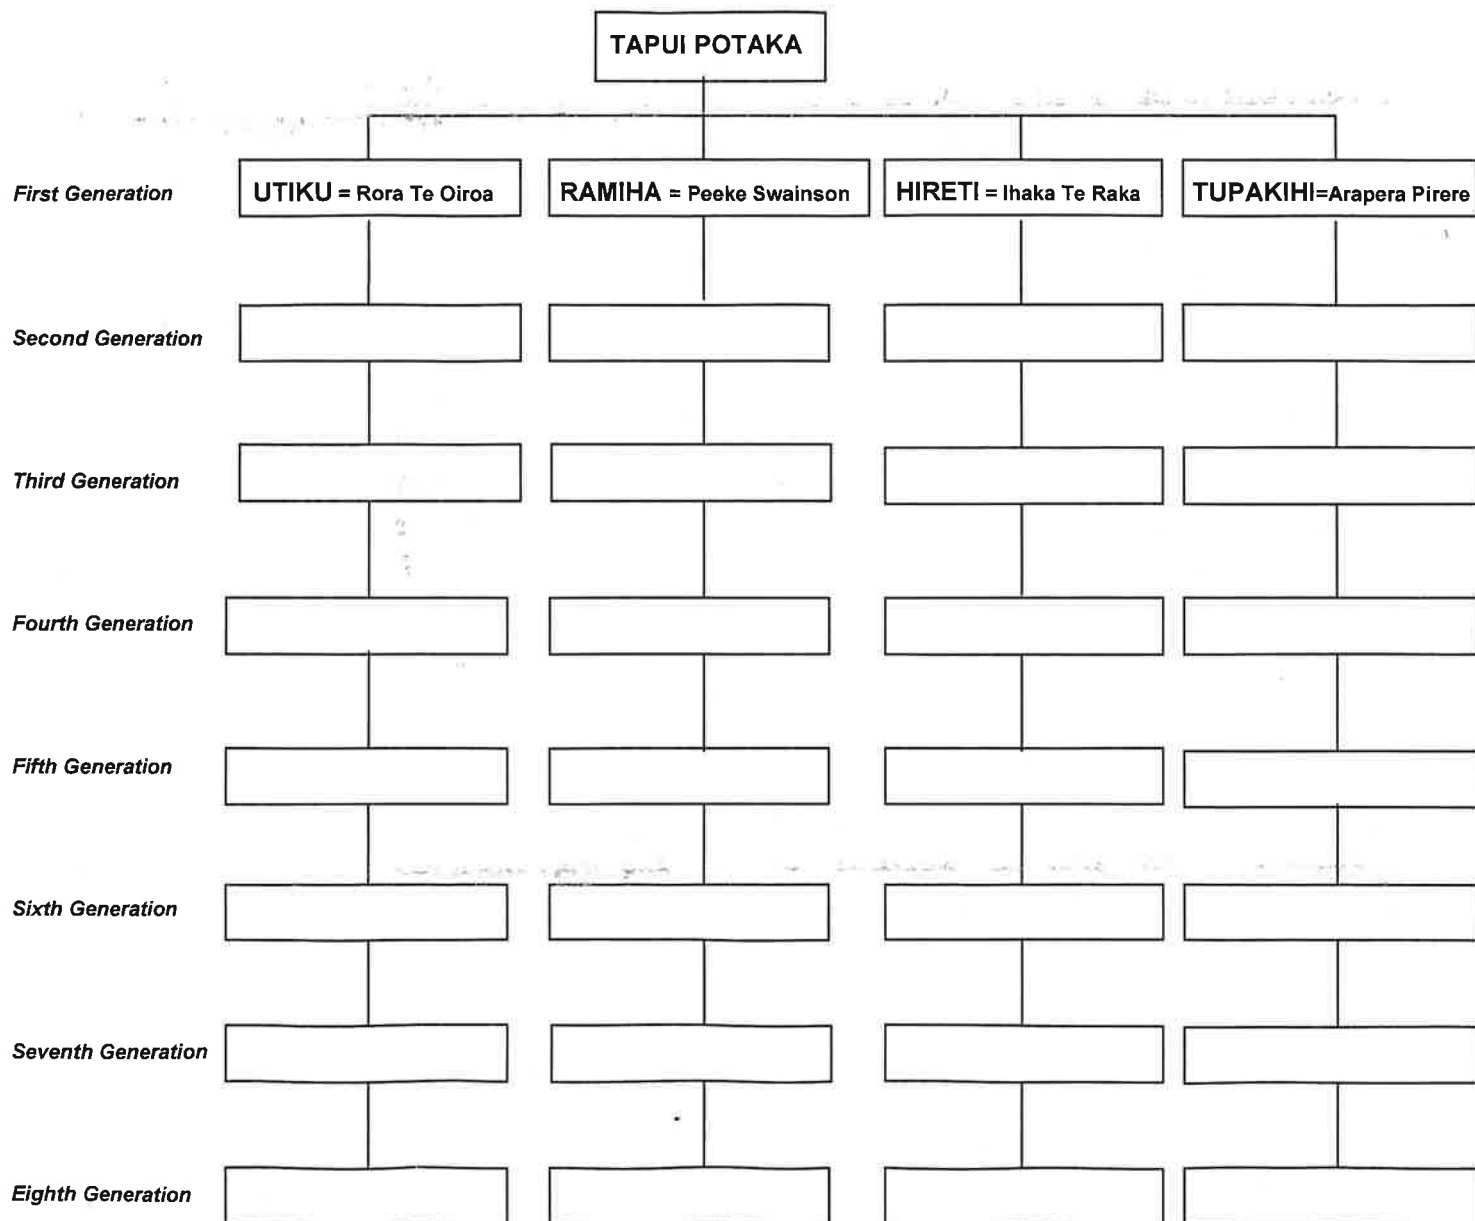 TAPUI POTAKA
First Generation
UTIKU = Rora Te Oiroa
RAMIHA = Peeke Swainson
HIRETI = Ihaka Te Raka
TUPAKIHI=Arapera Pirere
Second Generation
Third Generation
Fourth Generation
Fifth Generation
Sixth Generation
Seventh Generation
Eighth Generation